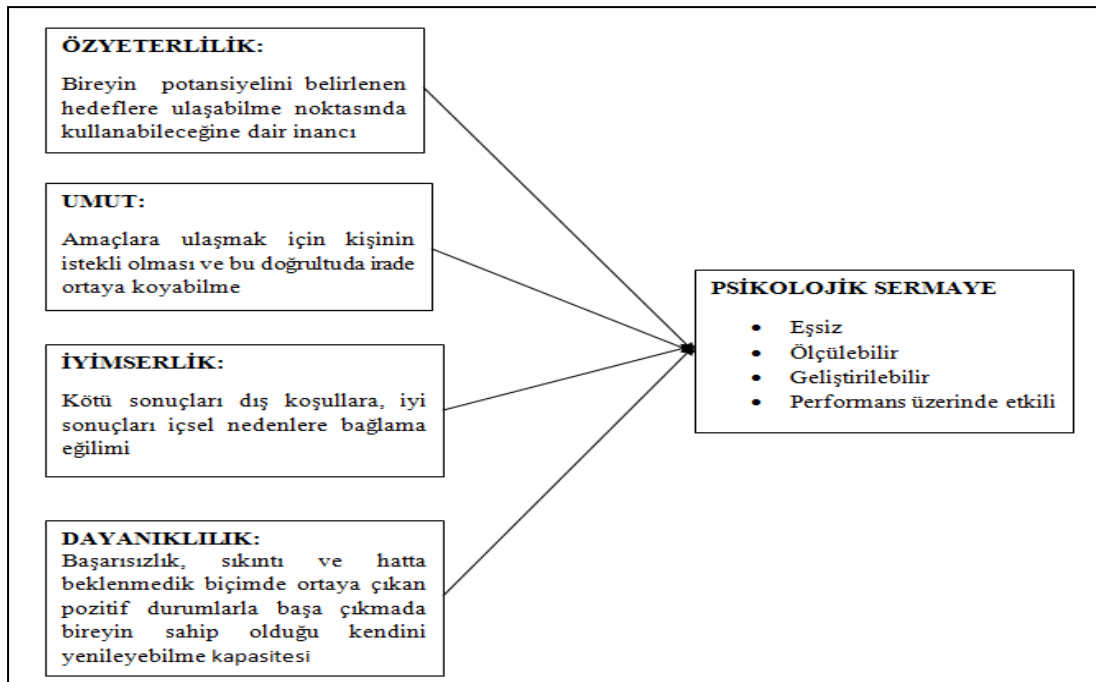 ÖZYETERLİLİK:
Bireyin potansiyelini belirlenen
hedeflere ulaşabilme noktasında
kullanabileceğine dair inancı
UMUT:
Amaçlara ulaşmak için kişinin
istekli olması ve bu doğrultuda irade
ortaya koyabilme
İYİMSERLİK:
Kötü sonuçları dış koşullara, iyi
sonuçları içsel nedenlere bağlama
eğilimi
DAYANIKLILIK:
Başarısızlık, sıkıntı ve hatta
beklenmedik biçimde ortaya çıkan
pozitif durumlarla başa çıkmada
bireyin sahip olduğu kendini
yenileyebilme kapasitesi
PSİKOLOJİK SERMAYE
• Eşsiz
• Ölçülebilir
• Geliştirilebilir
• Performans üzerinde etkili